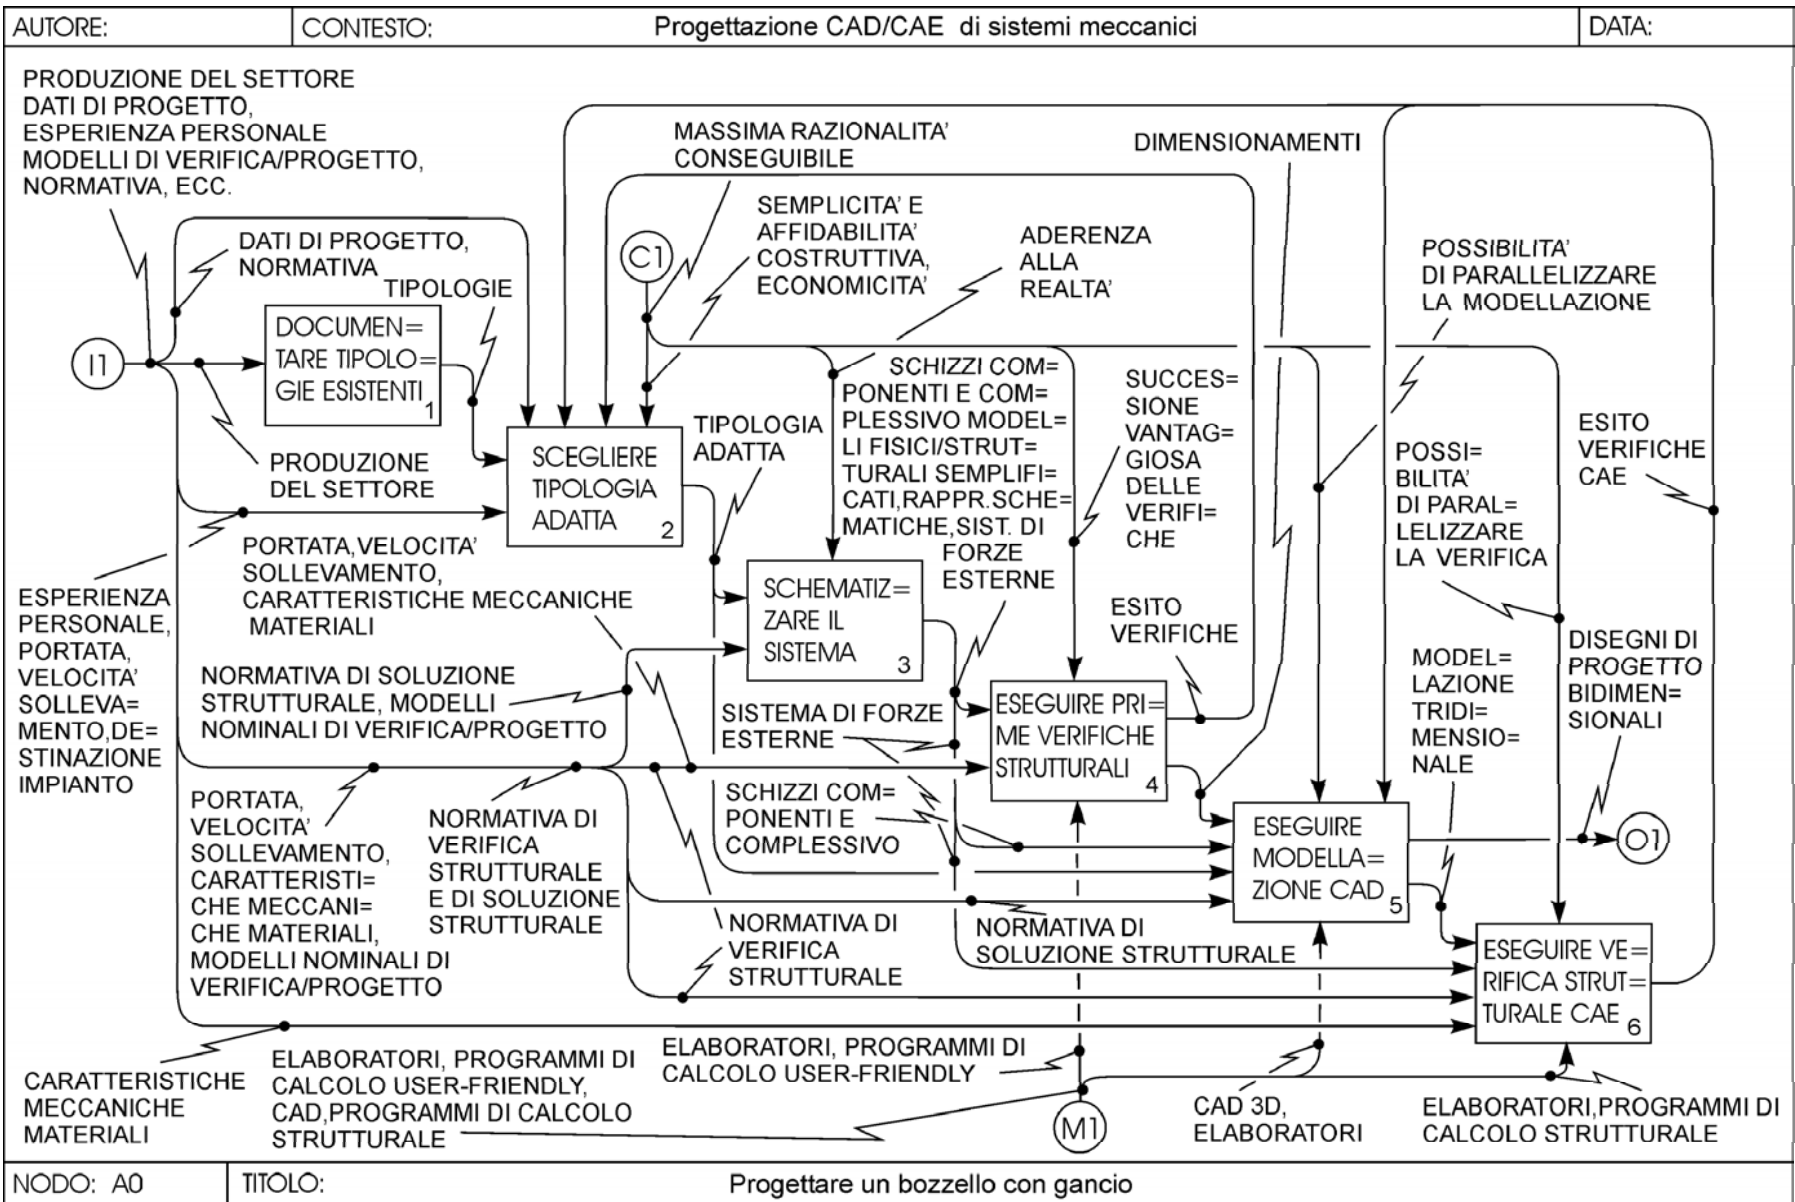 AUTORE:
CONTESTO:
Progettazione CAD/CAE di sistemi meccanici
DATA:
PRODUZIONE DEL SETTORE
DATI DI PROGETTO,
ESPERIENZA PERSONALE
MODELLI DI VERIFICA/PROGETTO,
NORMATIVA, ECC.
MASSIMA RAZIONALITA'
CONSEGUIBILE
DIMENSIONAMENTI
DATI DI PROGETTO,
NORMATIVA
SEMPLICITA' E
AFFIDABILITA'
COSTRUTTIVA,
ECONOMICITA'
ADERENZA
ALLA
REALTA'
POSSIBILITA'
DI PARALLELIZZARE
LA MODELLAZIONE
C1
TIPOLOGIE
I1
DOCUMEN=
TARE TIPOLO=
GIE ESISTENTI
1
SCHIZZI COM=
PONENTI E COM=
PLESSIVO MODEL=
LI FISICI/STRUT=
TURALI SEMPLIFI=
CATI,RAPPR.SCHE=
MATICHE,SIST. DI
FORZE
ESTERNE
SUCCES=
SIONE
VANTAG=
GIOSA
DELLE
VERIFI=
CHE
TIPOLOGIA
ADATTA
POSSI=
BILITA'
DI PARAL=
LELIZZARE
LA VERIFICA
ESITO
VERIFICHE
CAE
PRODUZIONE
DEL SETTORE
SCEGLIERE
TIPOLOGIA
ADATTA
2
PORTATA,VELOCITA'
SOLLEVAMENTO,
CARATTERISTICHE MECCANICHE
MATERIALI
ESPERIENZA
PERSONALE,
PORTATA,
VELOCITA'
SOLLEVA=
MENTO,DE=
STINAZIONE
IMPIANTO
SCHEMATIZ=
ZARE IL
SISTEMA
3
ESITO
VERIFICHE
DISEGNI DI
PROGETTO
BIDIMEN=
SIONALI
MODEL=
LAZIONE
TRIDI=
MENSIO=
NALE
NORMATIVA DI SOLUZIONE
STRUTTURALE, MODELLI
NOMINALI DI VERIFICA/PROGETTO
SISTEMA DI FORZE
ESTERNE
ESEGUIRE PRI=
ME VERIFICHE
STRUTTURALI
4
PORTATA,
VELOCITA'
SOLLEVAMENTO,
CARATTERISTI=
CHE MECCANI=
CHE MATERIALI,
MODELLI NOMINALI DI
VERIFICA/PROGETTO
NORMATIVA DI
VERIFICA
STRUTTURALE
E DI SOLUZIONE
STRUTTURALE
SCHIZZI COM=
PONENTI E
COMPLESSIVO
ESEGUIRE
MODELLA=
ZIONE CAD
5
O1
NORMATIVA DI
VERIFICA
STRUTTURALE
NORMATIVA DI
SOLUZIONE STRUTTURALE
ESEGUIRE VE=
RIFICA STRUT=
TURALE CAE
6
CARATTERISTICHE
MECCANICHE
MATERIALI
ELABORATORI, PROGRAMMI DI
CALCOLO USER-FRIENDLY,
CAD,PROGRAMMI DI CALCOLO
STRUTTURALE
ELABORATORI, PROGRAMMI DI
CALCOLO USER-FRIENDLY
M1
CAD 3D,
ELABORATORI
ELABORATORI,PROGRAMMI DI
CALCOLO STRUTTURALE
NODO: A0
TITOLO:
Progettare un bozzello con gancio